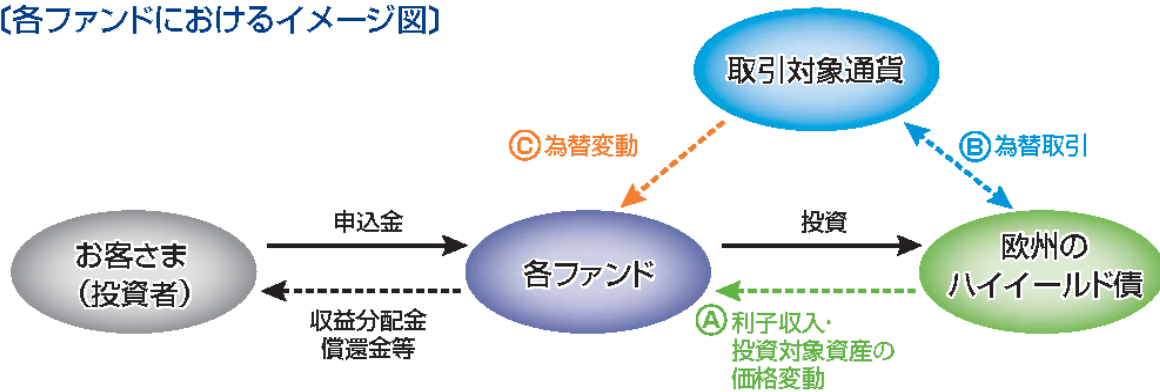 〔各ファンドにおけるイメージ図〕
取引対象通貨
Ⓒ為替変動
Ⓑ為替取引
申込金
投資
お客さま
（投資者）
各ファンド
欧州の
ハイイールド債
収益分配金
償還金等
Ⓐ利子収入・
投資対象資産の
価格変動